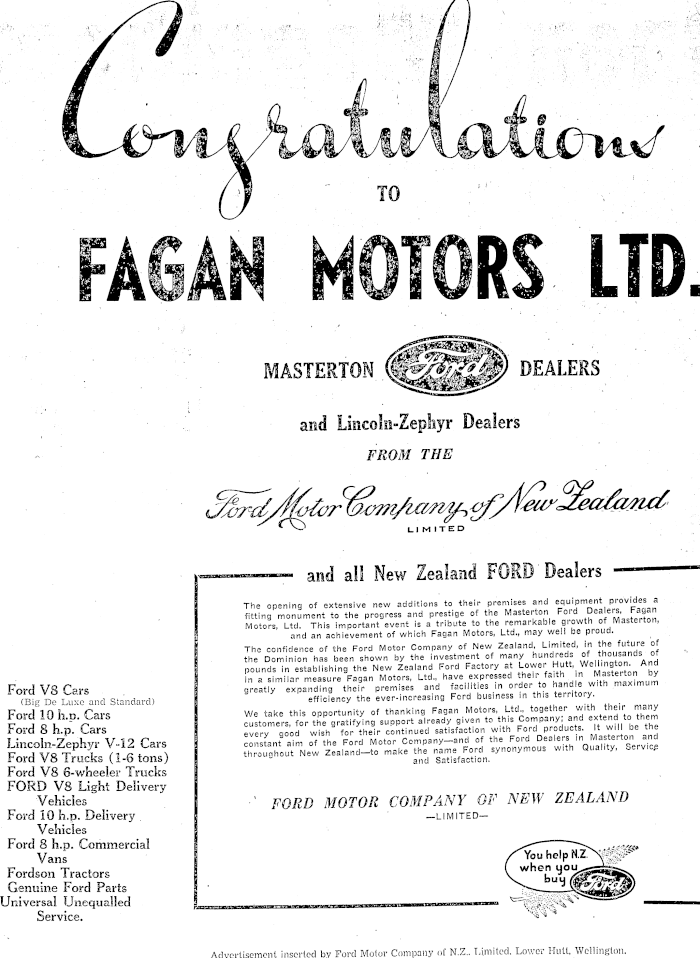 Congratulations
TO
FAGAN MOTORS LTD.
MASTERTON Ford DEALERS
and Lincoln-Zephyr Dealers
FROM THE
Ford Motor Company of New Zealand
LIMITED
and all New Zealand FORD Dealers
The opening of extensive new additions to their premises and equipment provides a
fitting monument to the progress and prestige of the Masterton Ford Dealers, Fagan
Motors, Ltd. This important event is a tribute to the remarkable growth of Masterton,
and an achievement of which Fagan Motors, Ltd., may well be proud.
The confidence of the Ford Motor Company of New Zealand, Limited, in the future of
the Dominion has been shown by the investment of many hundreds of thousands of
pounds in establishing the New Zealand Ford Factory at Lower Hutt, Wellington. And
in a similar measure Fagan Motors, Ltd., have expressed their faith in Masterton by
greatly expanding their premises and facilities in order to handle with maximum
efficiency the ever-increasing Ford business in this territory.
We take this opportunity of thanking Fagan Motors, Ltd., together with their many
customers, for the gratifying support already given to this Company; and extend to them
every good wish for their continued satisfaction with Ford products. It will be the
constant aim of the Ford Motor Company—and of the Ford Dealers in Masterton and
throughout New Zealand—to make the name Ford synonymous with Quality, Service
and Satisfaction.
FORD MOTOR COMPANY OF NEW ZEALAND
—LIMITED—
Ford V8 Cars
(Big De Luxe and Standard)
Ford 10 h.p. Cars
Ford 8 h.p. Cars
Lincoln-Zephyr V-12 Cars
Ford V8 Trucks (1-6 tons)
Ford V8 6-wheeler Trucks
FORD V8 Light Delivery
Vehicles
Ford 10 h.p. Delivery
Vehicles
Ford 8 h.p. Commercial
Vans
Fordson Tractors
Genuine Ford Parts
Universal Unequalled
Service.
You help N.Z.
when you
buy Ford
Advertisement inserted by Ford Motor Company of N.Z., Limited, Lower Hutt, Wellington.